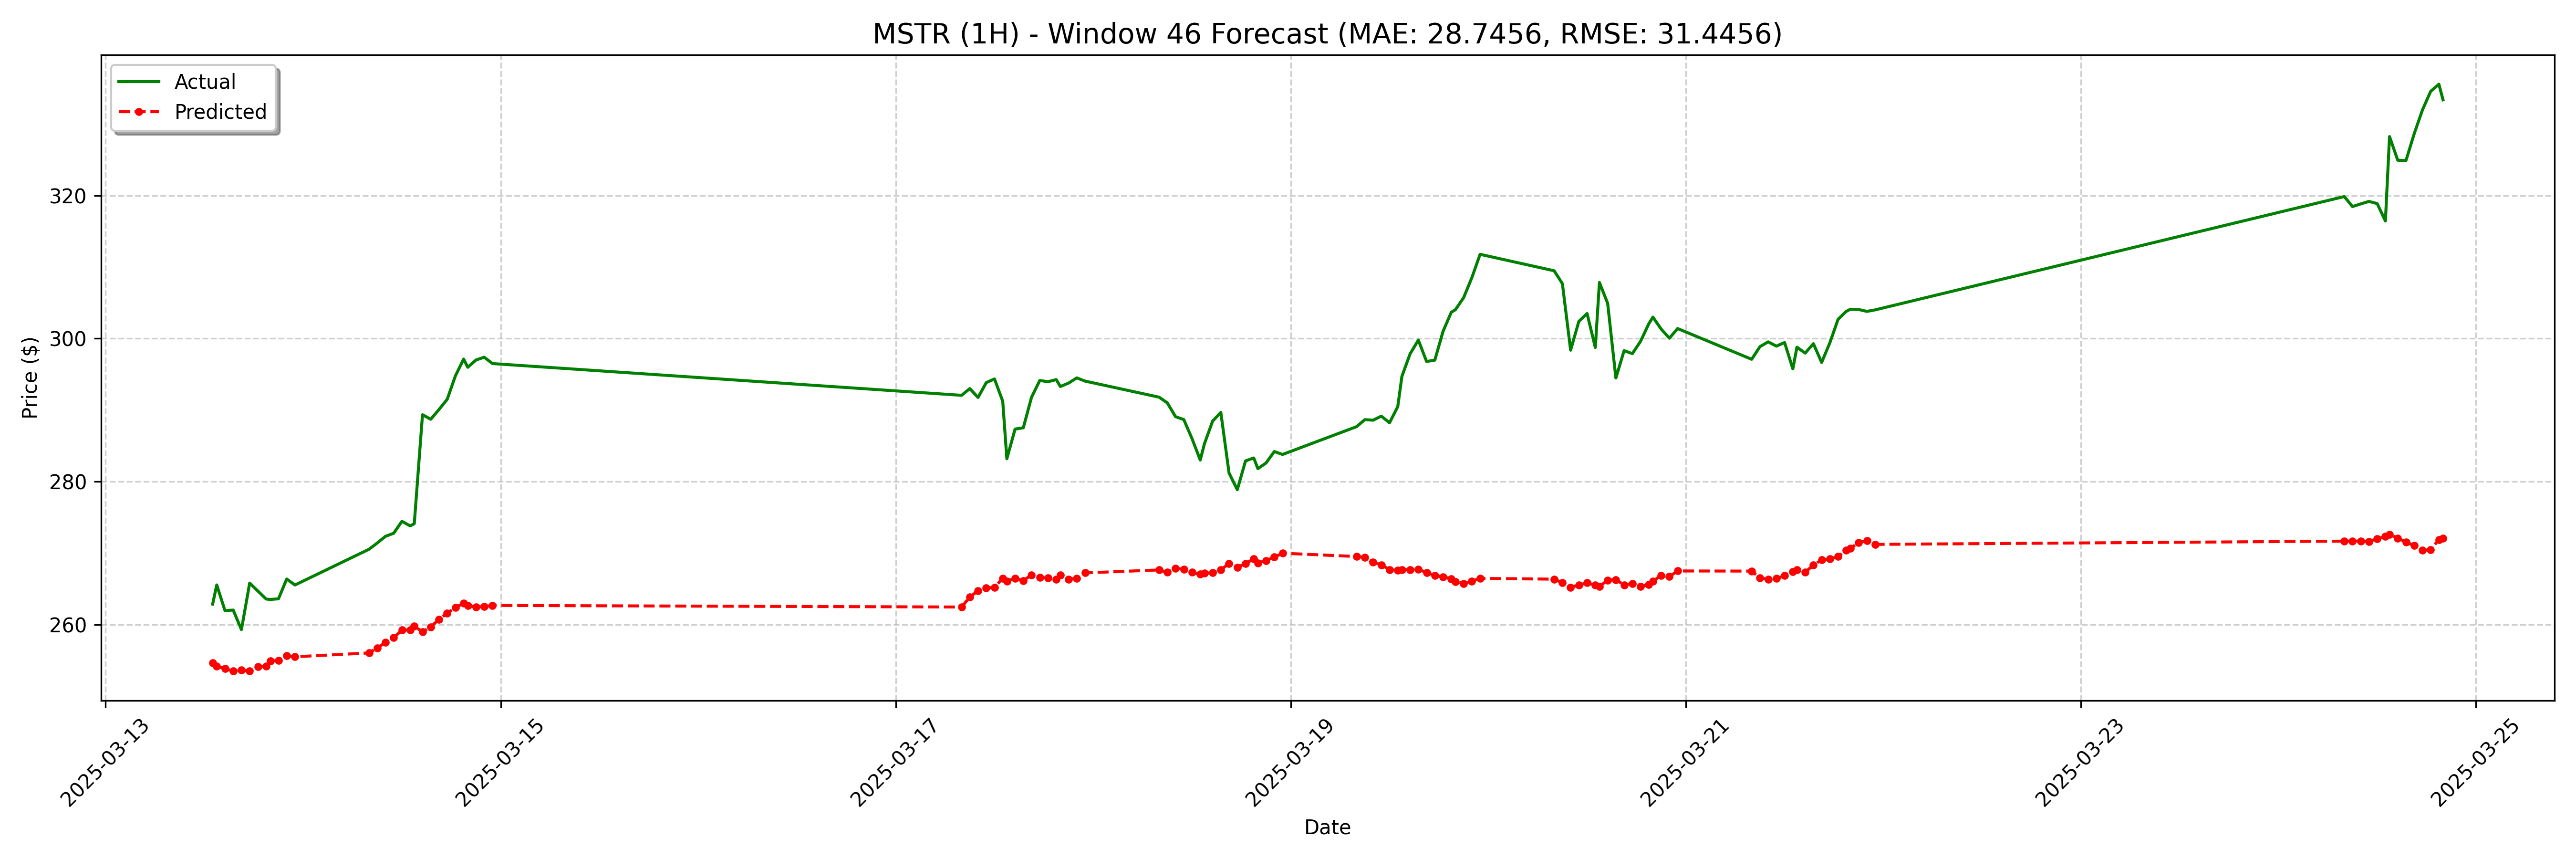 MSTR (1H) - Window 46 Forecast (MAE: 28.7456, RMSE: 31.4456)
Actual
Predicted
Price ($)
320
300
280
260
2025-03-13
2025-03-15
2025-03-17
2025-03-19
2025-03-21
2025-03-23
2025-03-25
Date